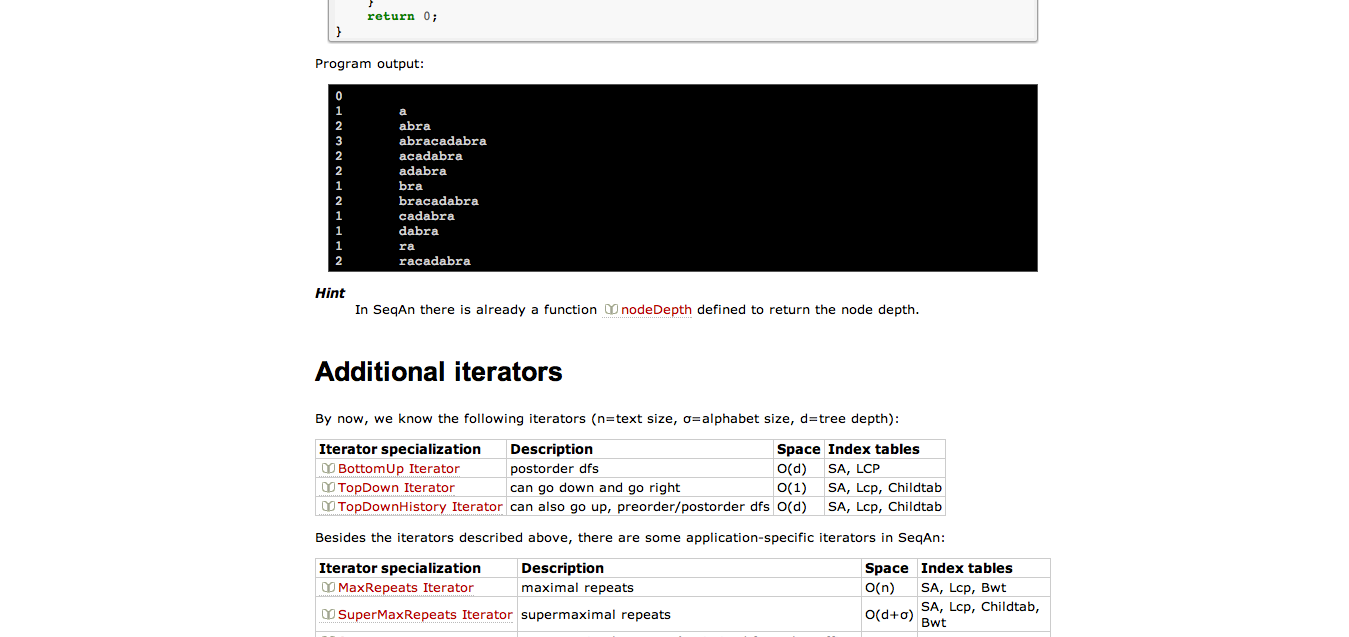 }
return 0;
}
Program output:
0
1 a
2 abra
3 abracadabra
2 acadabra
2 adabra
1 bra
2 bracadabra
1 cadabra
1 dabra
1 ra
2 racadabra
Hint
In SeqAn there is already a function nodeDepth defined to return the node depth.
Additional iterators
By now, we know the following iterators (n=text size, σ=alphabet size, d=tree depth):
Iterator specialization Description Space Index tables
BottomUp Iterator postorder dfs O(d) SA, LCP
TopDown Iterator can go down and go right O(1) SA, Lcp, Childtab
TopDownHistory Iterator can also go up, preorder/postorder dfs O(d) SA, Lcp, Childtab
Besides the iterators described above, there are some application-specific iterators in SeqAn:
Iterator specialization Description Space Index tables
MaxRepeats Iterator maximal repeats O(n) SA, Lcp, Bwt
SuperMaxRepeats Iterator supermaximal repeats O(d+σ) SA, Lcp, Childtab,
Bwt